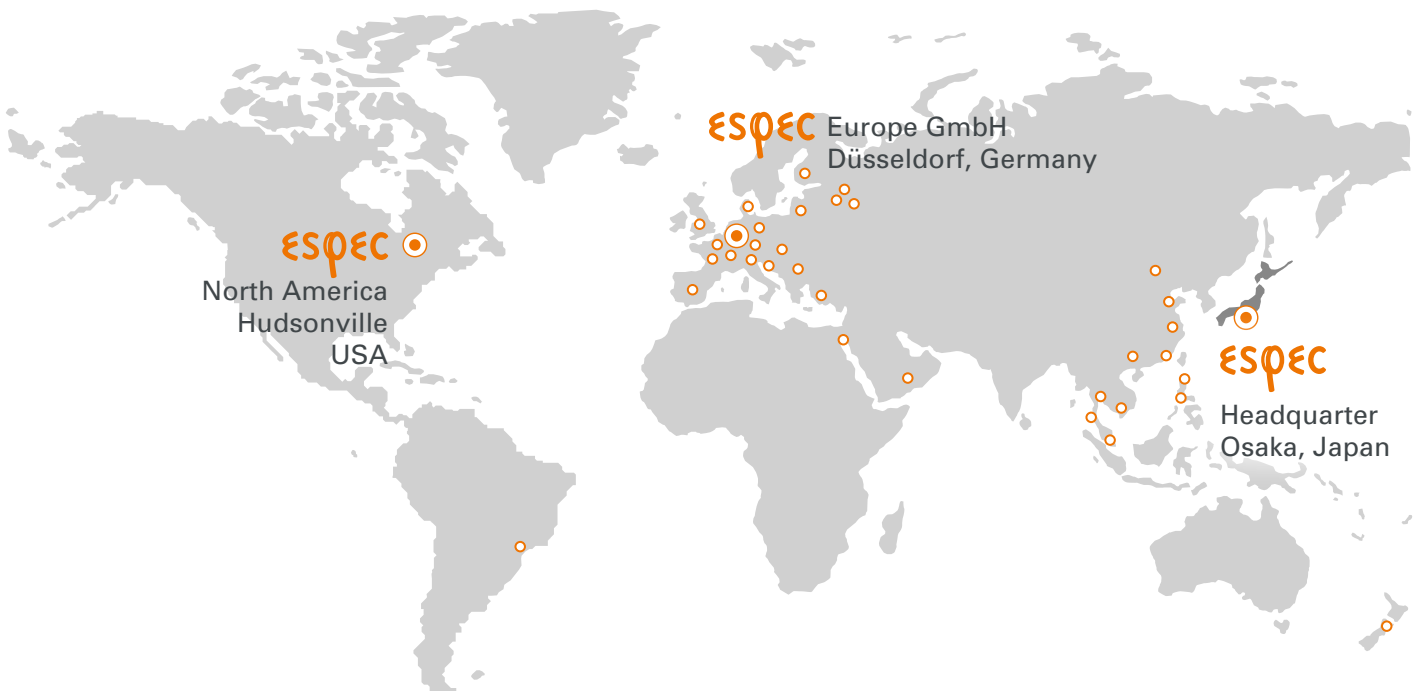 ESPEC Europe GmbH
Düsseldorf, Germany
ESPEC
North America
Hudsonville
USA
ESPEC
Headquarter
Osaka, Japan